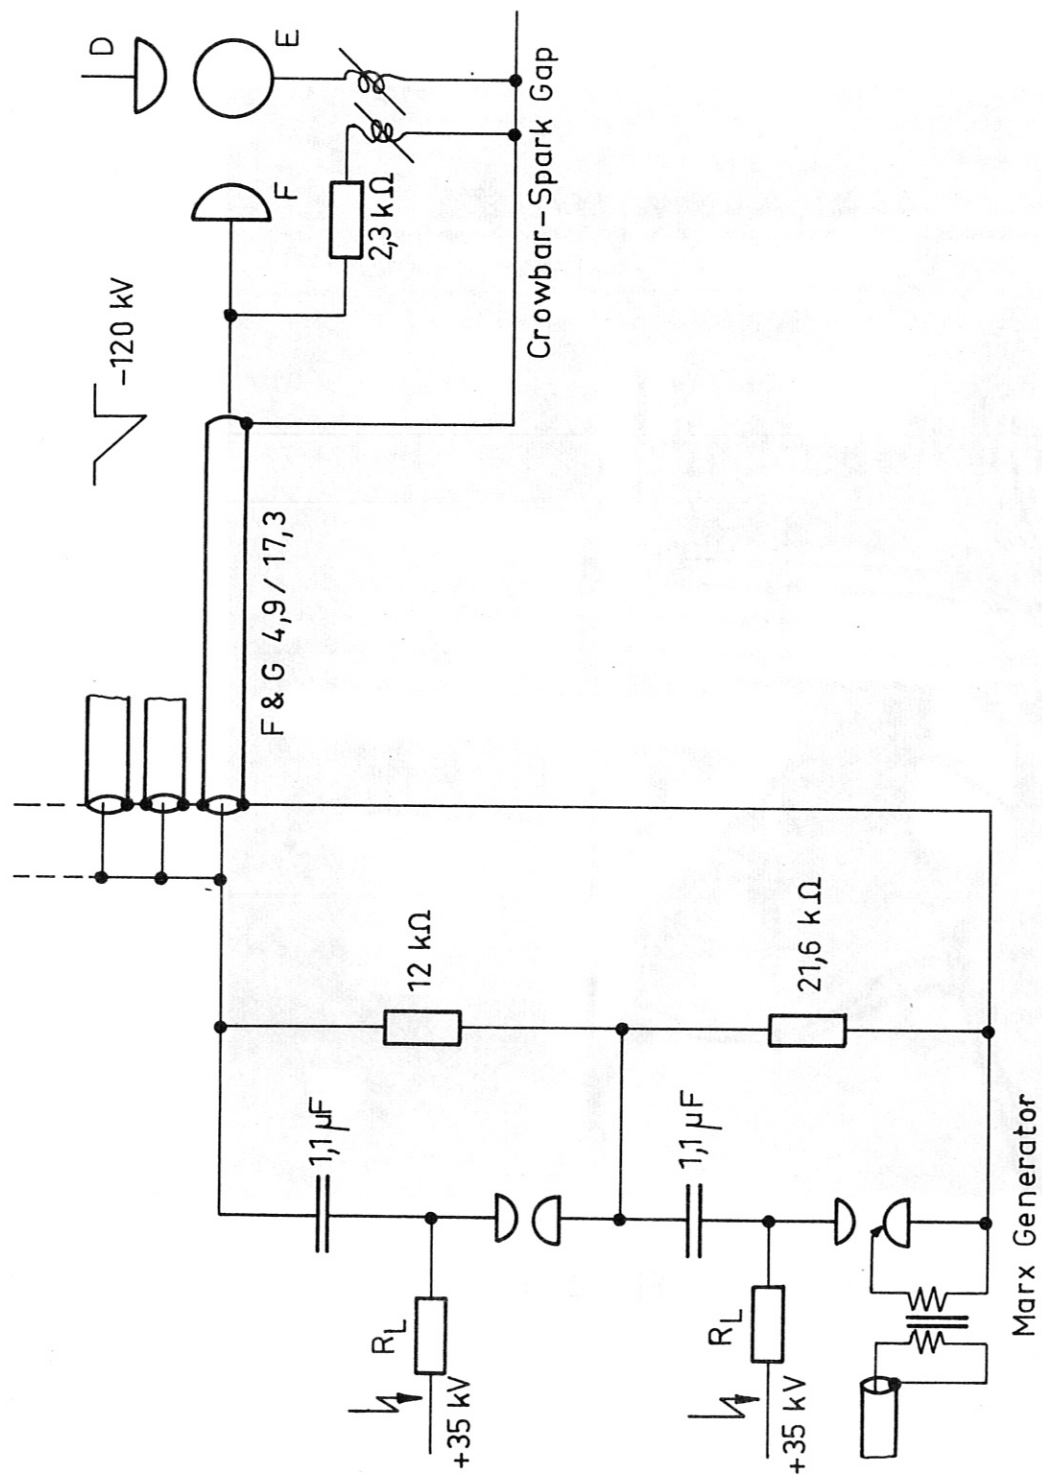 D
E
F
2,3 kΩ
Crowbar–Spark Gap
–120 kV
F & G 4,9 / 17,3
12 kΩ
21,6 kΩ
1,1 µF
1,1 µF
R_L
+35 kV
R_L
+35 kV
Marx Generator